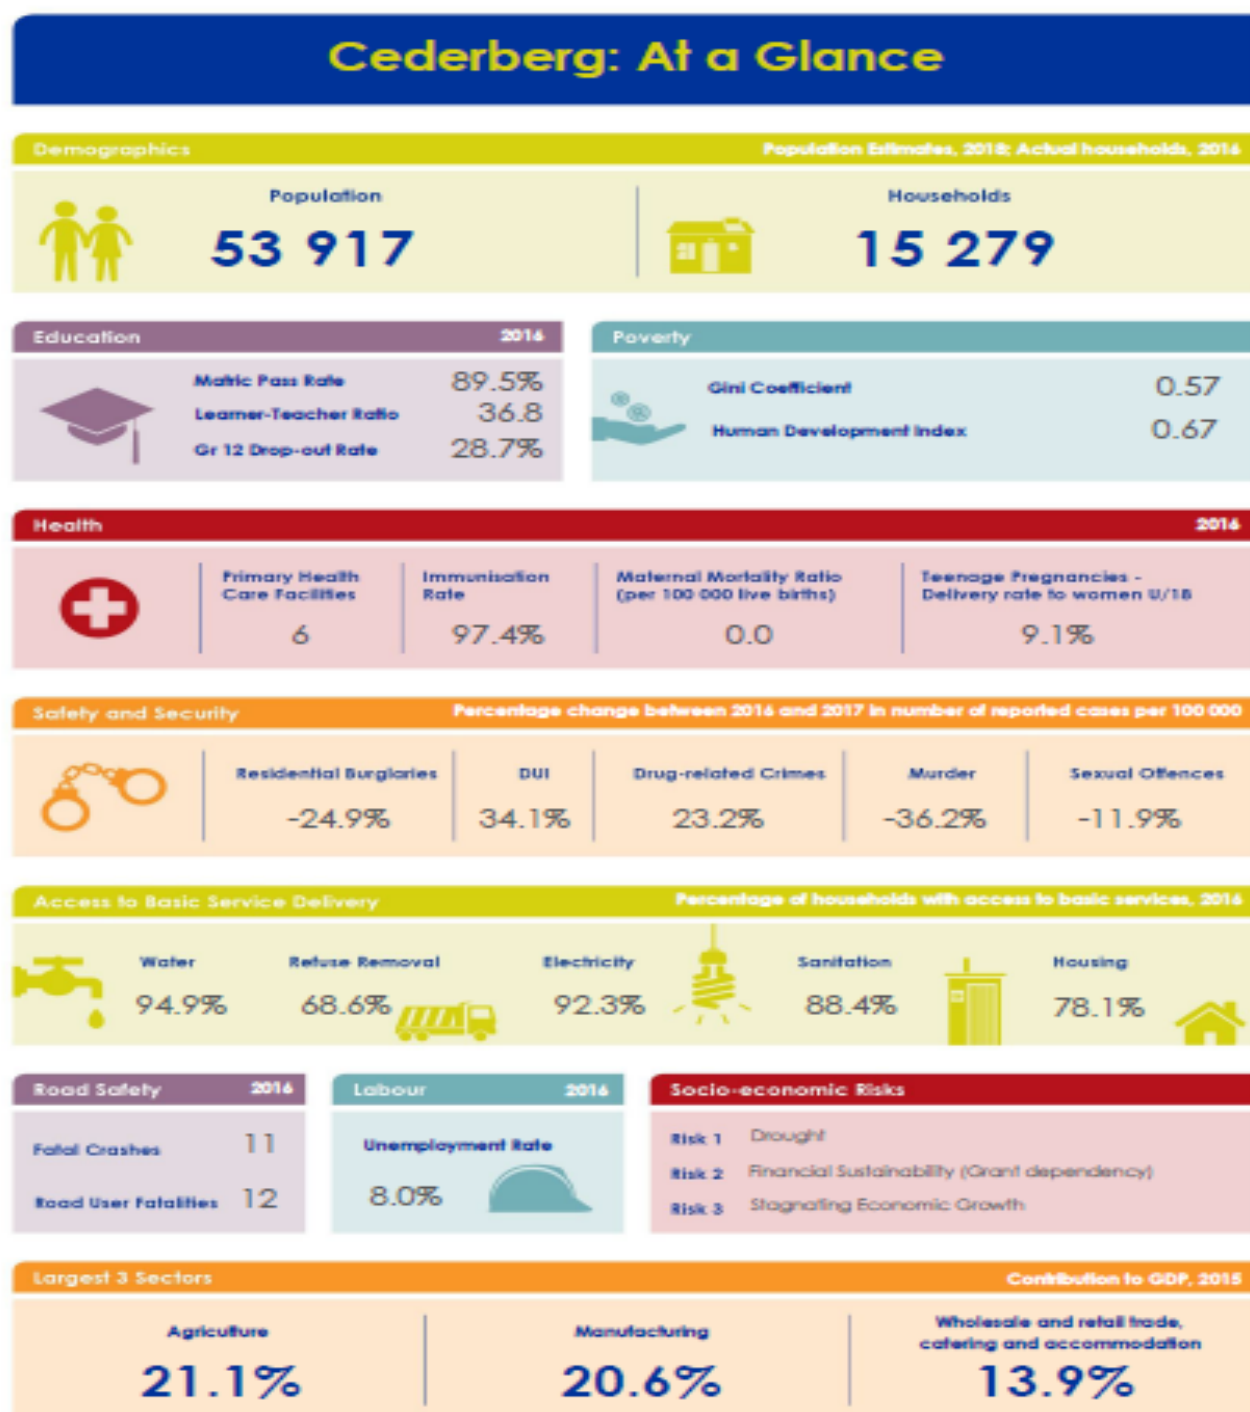 Cederberg: At a Glance
Demographics
Population Estimates, 2018; Actual households, 2016
Population
53 917
Households
15 279
Education 2016
Matric Pass Rate 89.5%
Learner-Teacher Ratio 36.8
Gr 12 Drop-out Rate 28.7%
Poverty
Gini Coefficient 0.57
Human Development Index 0.67
Health 2016
Primary Health
Care Facilities
6
Immunisation
Rate
97.4%
Maternal Mortality Ratio
(per 100 000 live births)
0.0
Teenage Pregnancies -
Delivery rate to women U/18
9.1%
Safety and Security
Percentage change between 2016 and 2017 in number of reported cases per 100 000
Residential Burglaries
-24.9%
DUI
34.1%
Drug-related Crimes
23.2%
Murder
-36.2%
Sexual Offences
-11.9%
Access to Basic Service Delivery
Percentage of households with access to basic services, 2016
Water
94.9%
Refuse Removal
68.6%
Electricity
92.3%
Sanitation
88.4%
Housing
78.1%
Road Safety 2016
Fatal Crashes 11
Road User Fatalities 12
Labour 2016
Unemployment Rate
8.0%
Socio-economic Risks
Risk 1 Drought
Risk 2 Financial Sustainability (Grant dependency)
Risk 3 Stagnating Economic Growth
Largest 3 Sectors
Contribution to GDP, 2015
Agriculture
21.1%
Manufacturing
20.6%
Wholesale and retail trade,
catering and accommodation
13.9%